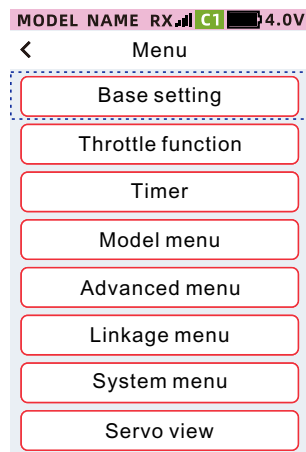 MODEL NAME RX C1 4.0V
Menu
Base setting
Throttle function
Timer
Model menu
Advanced menu
Linkage menu
System menu
Servo view